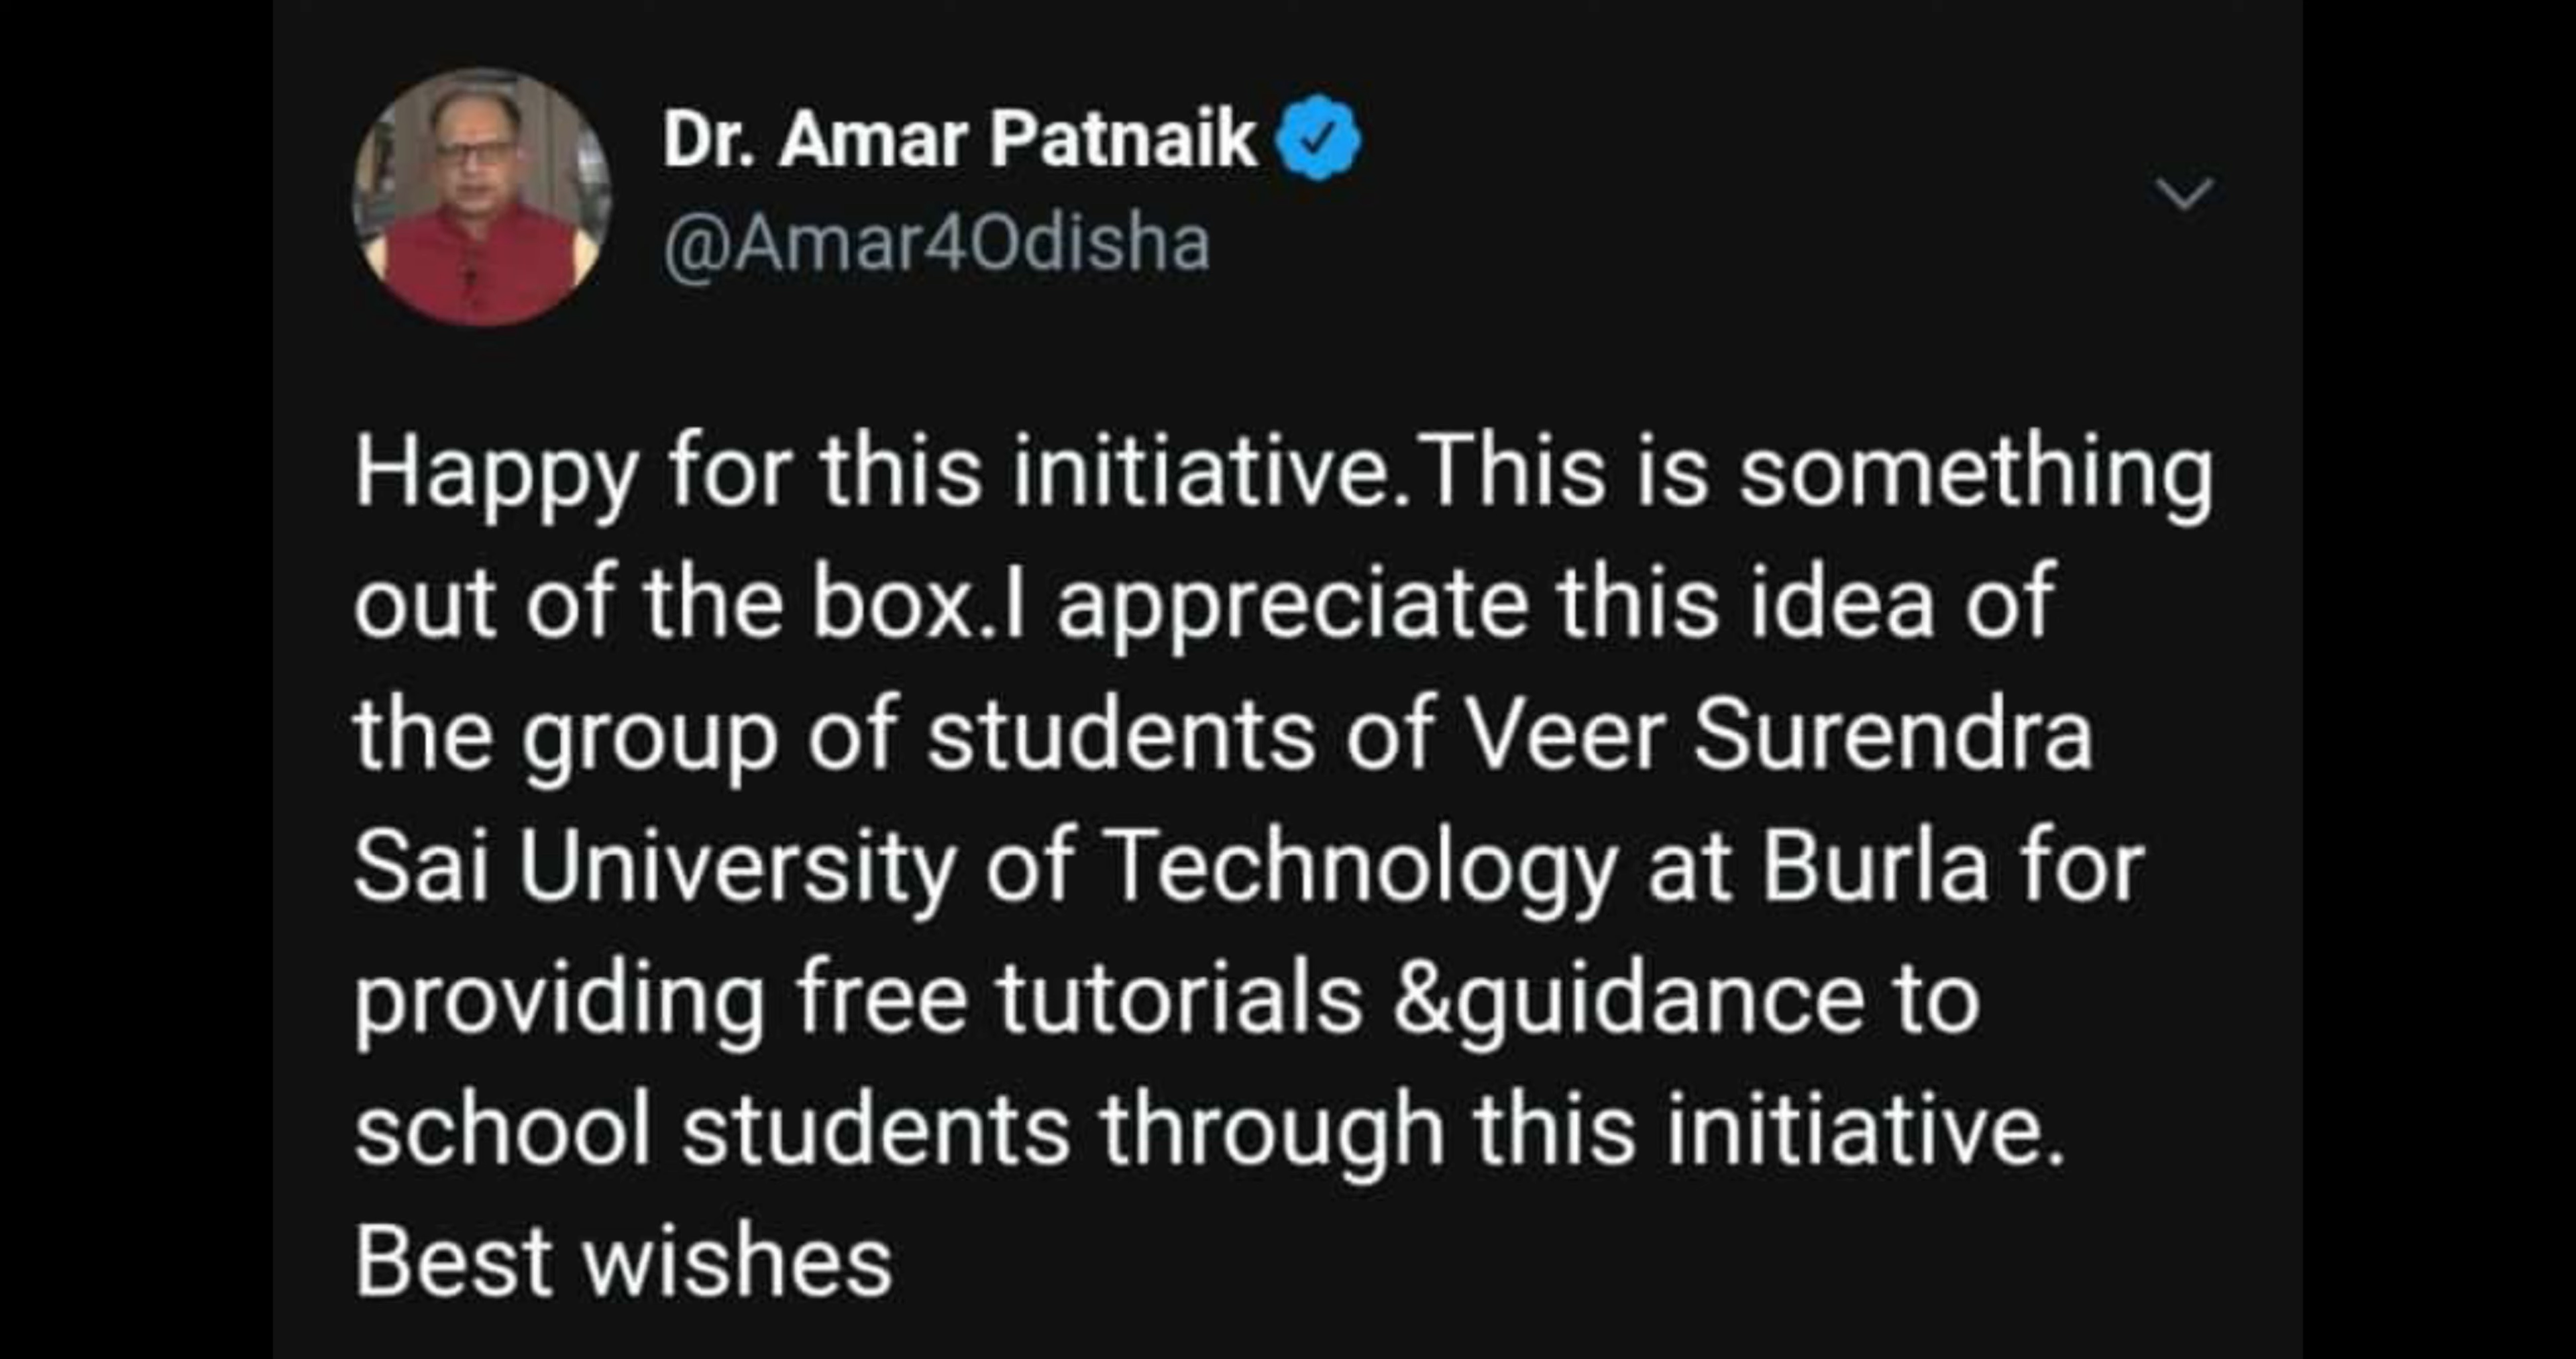 Dr. Amar Patnaik
@Amar4Odisha
Happy for this initiative.This is something
out of the box.I appreciate this idea of
the group of students of Veer Surendra
Sai University of Technology at Burla for
providing free tutorials &guidance to
school students through this initiative.
Best wishes